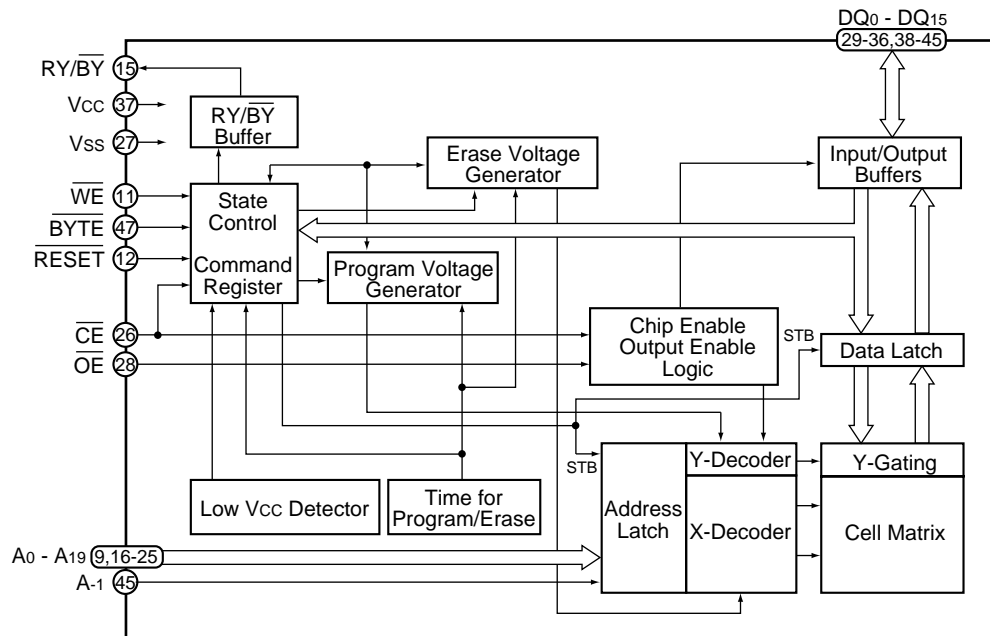 DQ0 - DQ15
29-36,38-45
RY/BY
15
VCC
37
VSS
27
WE
11
BYTE
47
RESET
12
CE
26
OE
28
RY/BY
Buffer
State
Control
Command
Register
Erase Voltage
Generator
Program Voltage
Generator
Input/Output
Buffers
Chip Enable
Output Enable
Logic
STB
Data Latch
STB
Low VCC Detector
Time for
Program/Erase
Address
Latch
Y-Decoder
X-Decoder
Y-Gating
Cell Matrix
A0 - A19
9,16-25
A-1
45